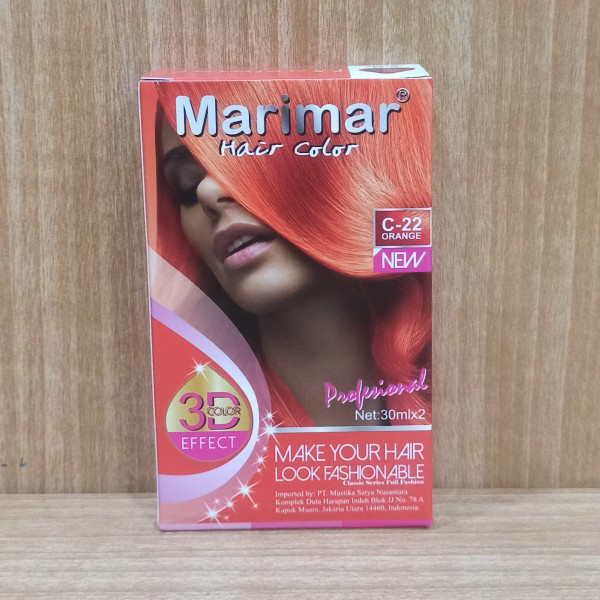 Marimar®
Hair Color
C-22
ORANGE
NEW
Profesional
Net:30mlx2
3D
COLOR
EFFECT
MAKE YOUR HAIR
LOOK FASHIONABLE
Classic Series Full Fashion
Imported by: PT. Mustika Satya Nusantara
Komplek Duta Harapan Indah Blok JJ No. 78 A
Kapuk Muara, Jakarta Utara 14460, Indonesia.